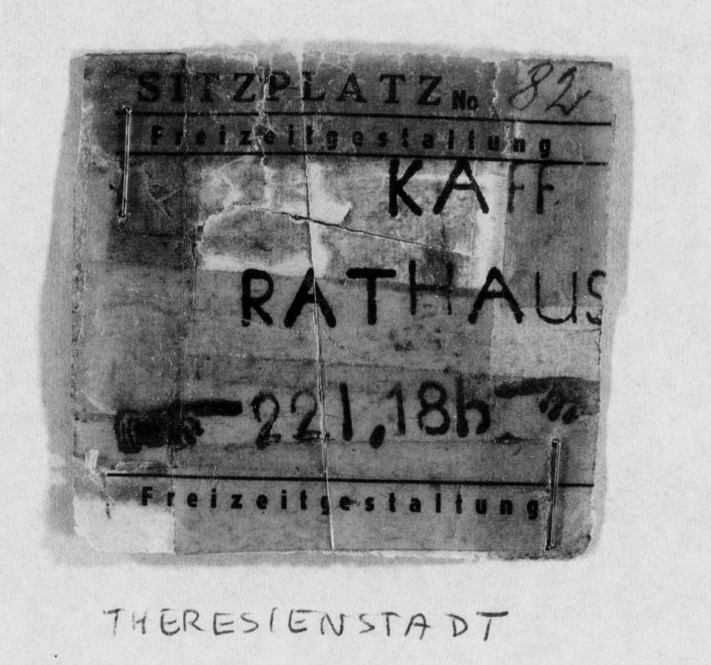 SITZPLATZ No 82
Freizeitgestaltung
KAFF
RATHAUS
22.I, 18h.
Freizeitgestaltung
THERESIENSTADT